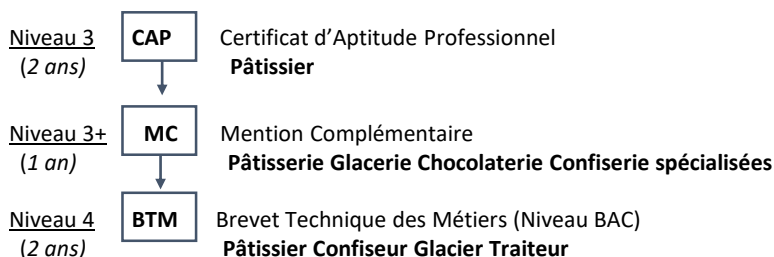 Niveau 3 CAP Certificat d’Aptitude Professionnel
(2 ans) Pâtissier
Niveau 3+ MC Mention Complémentaire
(1 an) Pâtisserie Glacerie Chocolaterie Confiserie spécialisées
Niveau 4 BTM Brevet Technique des Métiers (Niveau BAC)
(2 ans) Pâtissier Confiseur Glacier Traiteur